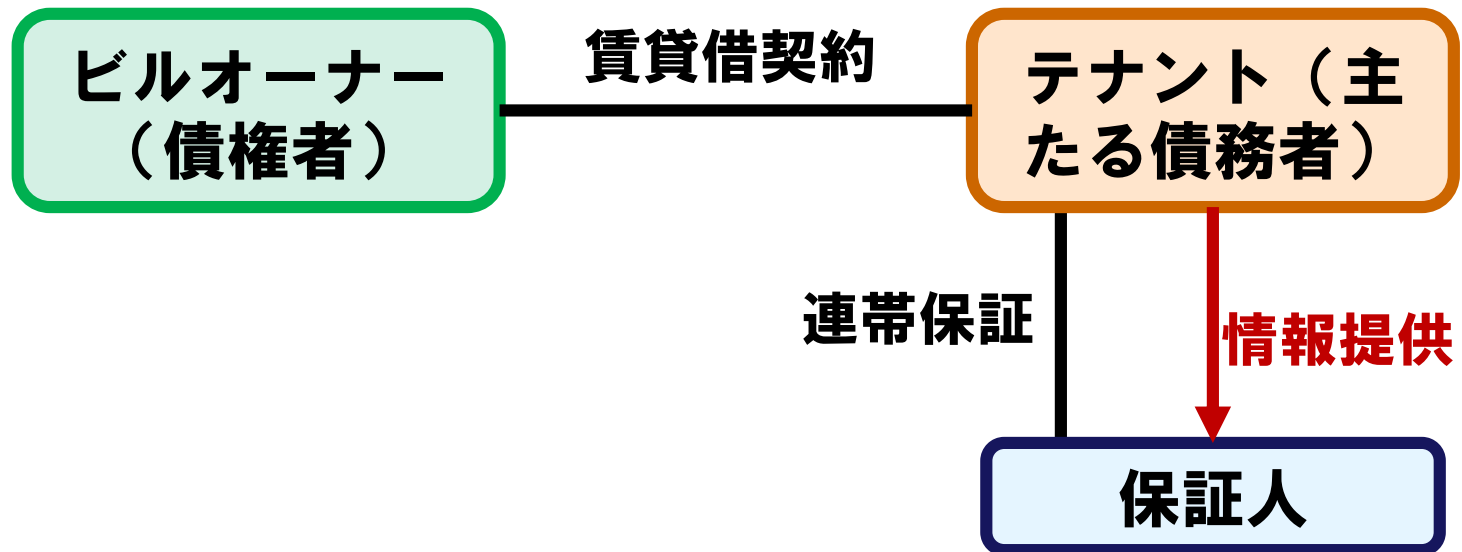 ビルオーナー
（債権者）
賃貸借契約
テナント（主
たる債務者）
連帯保証
情報提供
保証人